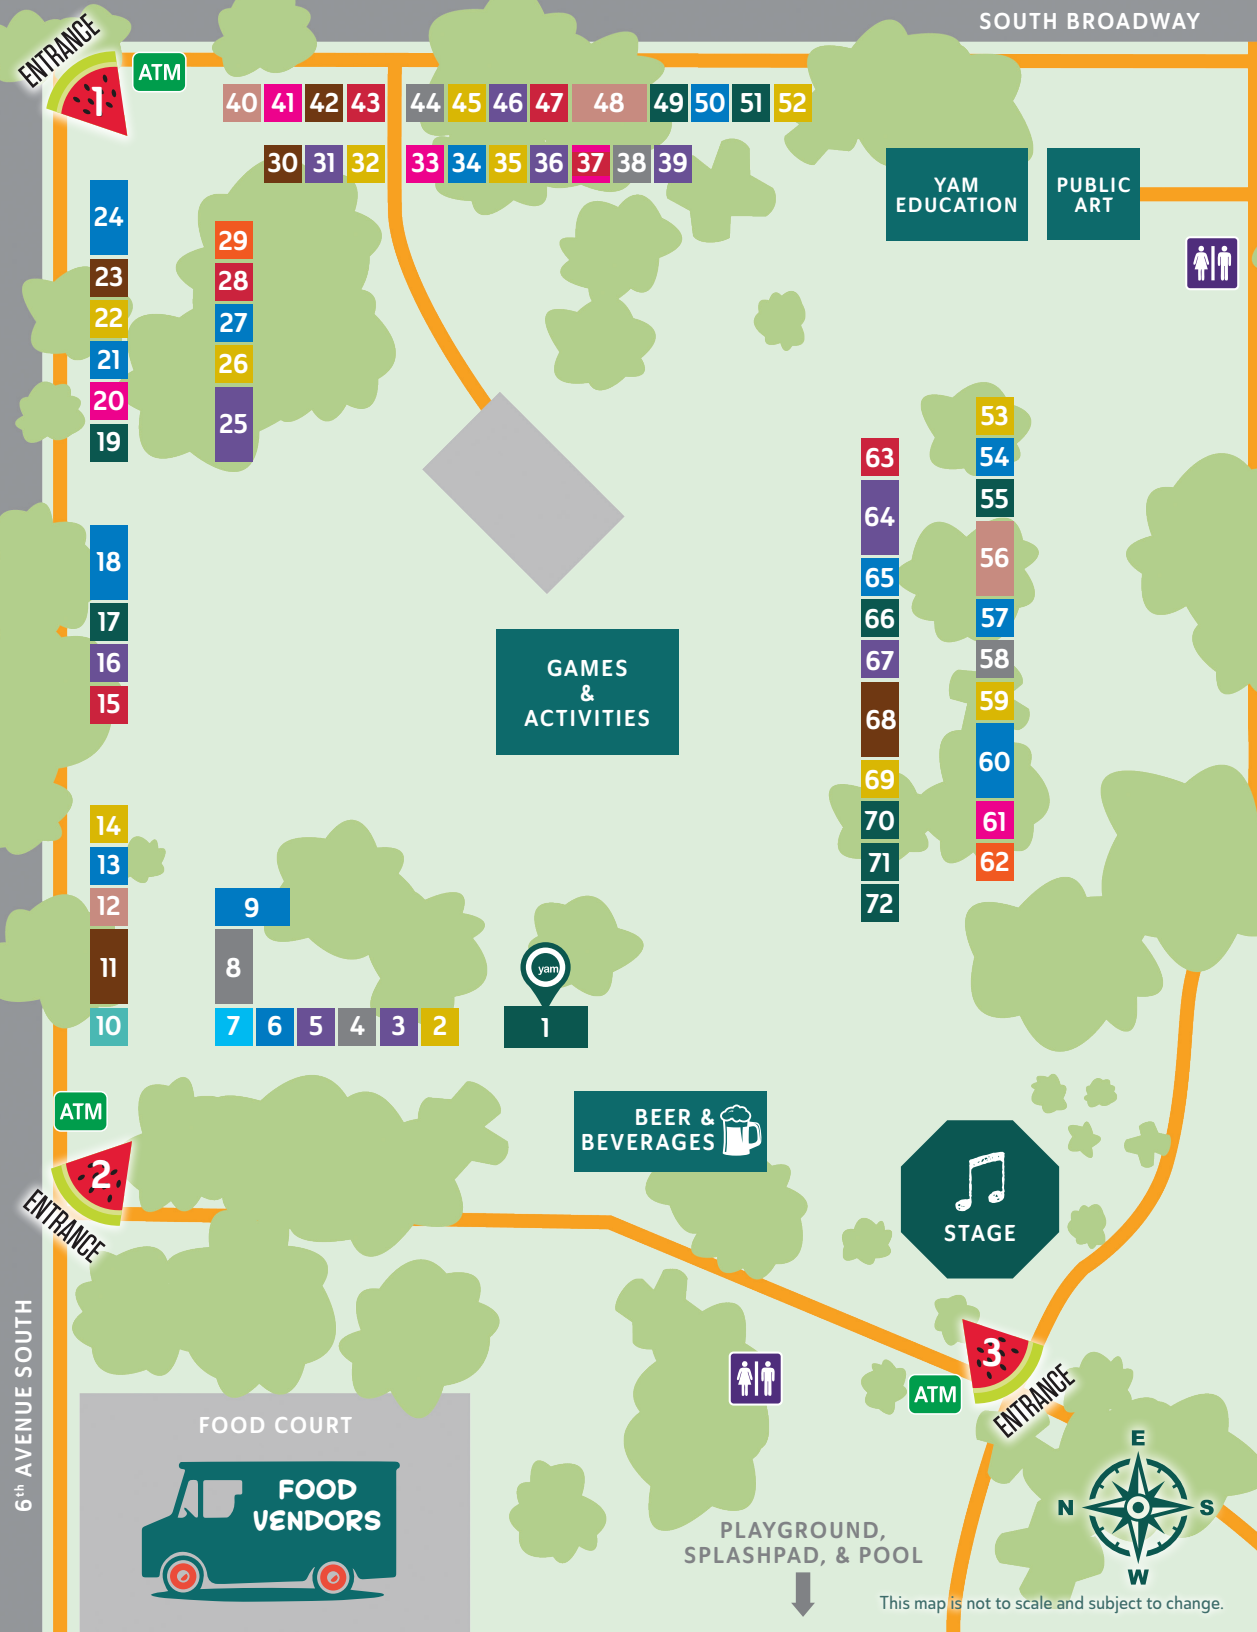 SOUTH BROADWAY
ENTRANCE
1
ATM
40 41 42 43 44 45 46 47 48 49 50 51 52
30 31 32 33 34 35 36 37 38 39
YAM
EDUCATION
PUBLIC
ART
24
23
22
21
20
19
29
28
27
26
25
18
17
16
15
GAMES
&
ACTIVITIES
63
64
65
66
67
68
69
70
71
72
53
54
55
56
57
58
59
60
61
62
14
13
12
11
10
9
8
7 6 5 4 3 2
yam
1
ATM
2
ENTRANCE
BEER &
BEVERAGES
STAGE
3
ENTRANCE
ATM
6th AVENUE SOUTH
FOOD COURT
FOOD
VENDORS
PLAYGROUND,
SPLASHPAD, & POOL
E
N S
W
This map is not to scale and subject to change.